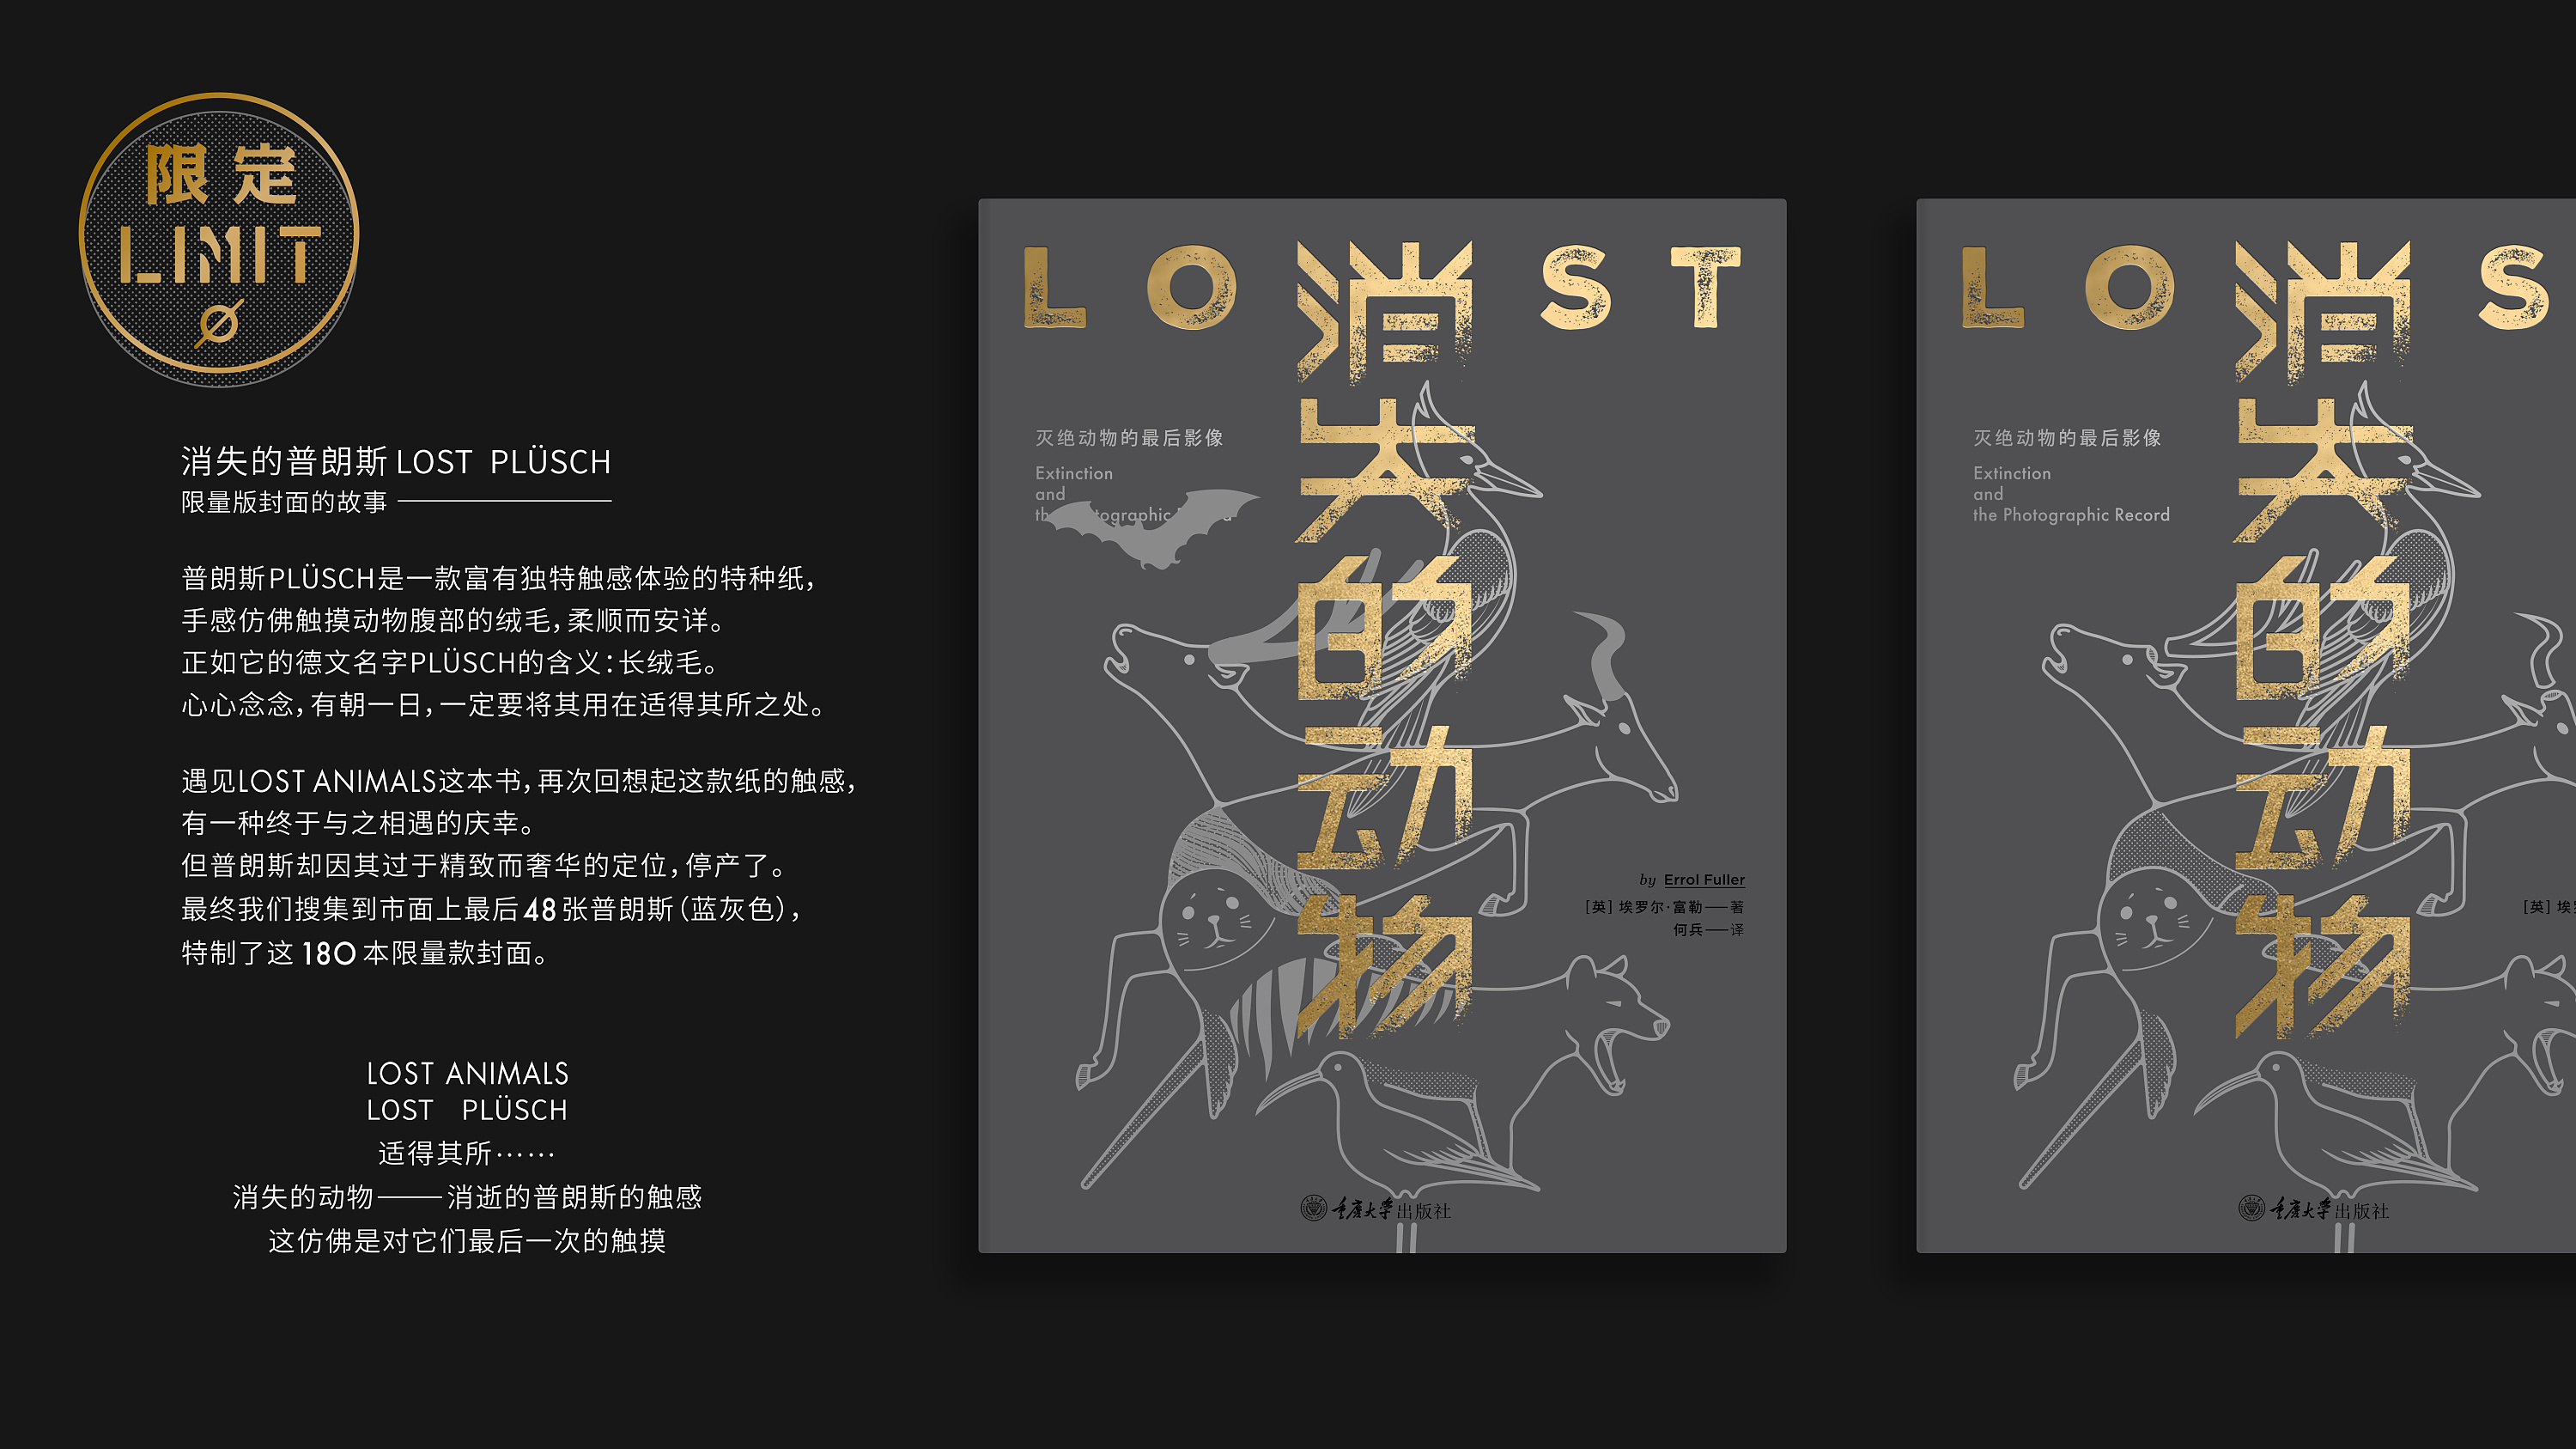 限定
LIMIT
消失的普朗斯 LOST PLÜSCH
限量版封面的故事
普朗斯PLÜSCH是一款富有独特触感体验的特种纸，
手感仿佛触摸动物腹部的绒毛，柔顺而安详。
正如它的德文名字PLÜSCH的含义：长绒毛。
心心念念，有朝一日，一定要将其用在适得其所之处。
遇见LOST ANIMALS这本书，再次回想起这款纸的触感，
有一种终于与之相遇的庆幸。
但普朗斯却因其过于精致而奢华的定位，停产了。
最终我们搜集到市面上最后48张普朗斯（蓝灰色），
特制了这180本限量款封面。
LOST ANIMALS
LOST PLÜSCH
适得其所……
消失的动物——消逝的普朗斯的触感
这仿佛是对它们最后一次的触摸
LOST
消失的动物
灭绝动物的最后影像
Extinction
and
by Errol Fuller
[英] 埃罗尔·富勒——著
何兵——译
重庆大学出版社
LOS
消失的动物
灭绝动物的最后影像
Extinction
and
the Photographic Record
[英] 埃
重庆大学出版社